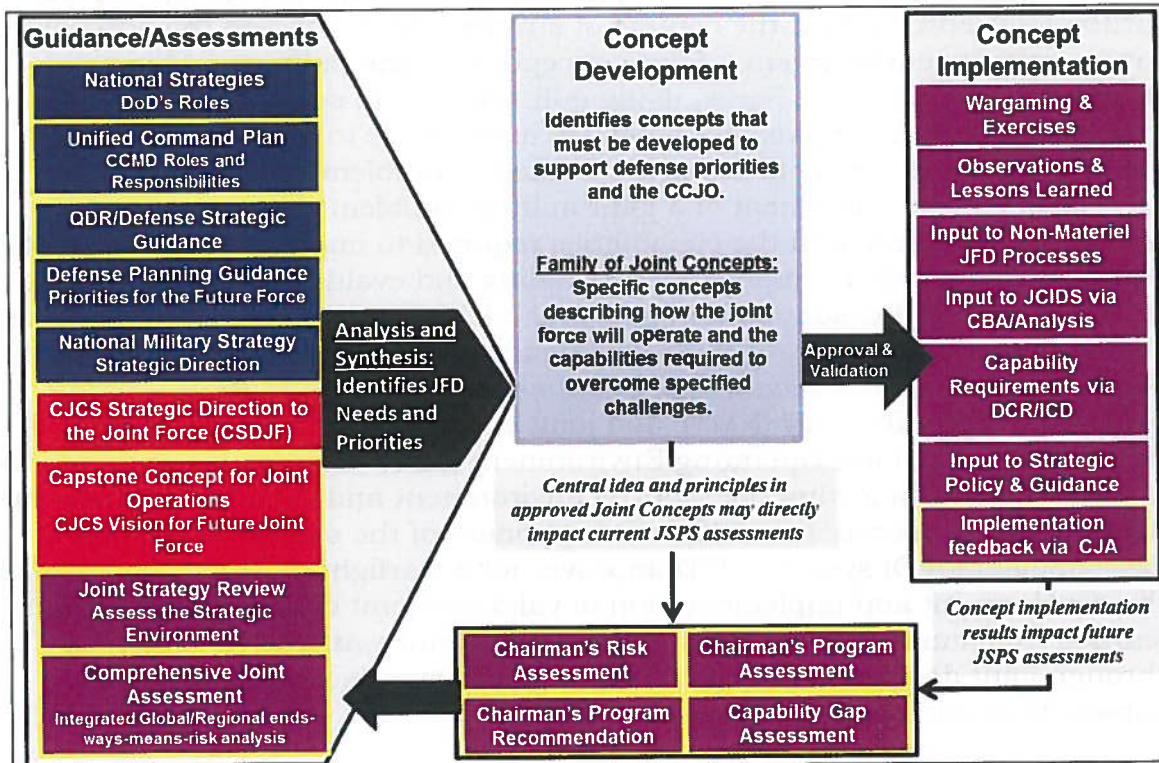 Guidance/Assessments
National Strategies
DoD's Roles
Unified Command Plan
CCMD Roles and
Responsibilities
QDR/Defense Strategic
Guidance
Defense Planning Guidance
Priorities for the Future Force
National Military Strategy
Strategic Direction
CJCS Strategic Direction to
the Joint Force (CSDJF)
Capstone Concept for Joint
Operations
CJCS Vision for Future Joint
Force
Joint Strategy Review
Assess the Strategic
Environment
Comprehensive Joint
Assessment
Integrated Global/Regional ends-
ways-means-risk analysis
Analysis and
Synthesis:
Identifies JFD
Needs and
Priorities
Concept
Development
Identifies concepts that
must be developed to
support defense priorities
and the CCJO.
Family of Joint Concepts:
Specific concepts
describing how the joint
force will operate and the
capabilities required to
overcome specified
challenges.
Approval &
Validation
Concept
Implementation
Wargaming &
Exercises
Observations &
Lessons Learned
Input to Non-Materiel
JFD Processes
Input to JCIDS via
CBA/Analysis
Capability
Requirements via
DCR/ICD
Input to Strategic
Policy & Guidance
Implementation
feedback via CJA
Central idea and principles in
approved Joint Concepts may directly
impact current JSPS assessments
Concept implementation
results impact future
JSPS assessments
Chairman's Risk
Assessment
Chairman's Program
Assessment
Chairman's Program
Recommendation
Capability Gap
Assessment